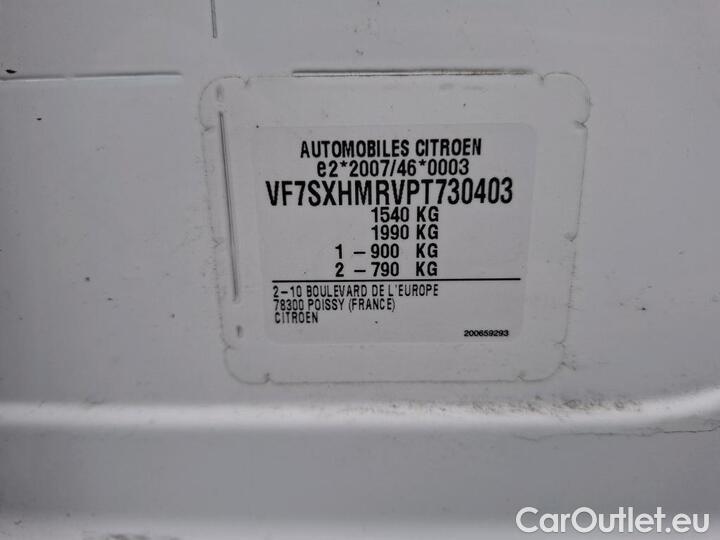 AUTOMOBILES CITROEN
e2*2007/46*0003
VF7SXHMRVPT730403
1540 KG
1990 KG
1 – 900 KG
2 – 790 KG
2–10 BOULEVARD DE L'EUROPE
78300 POISSY (FRANCE)
CITROEN
200659293
CarOutlet.eu